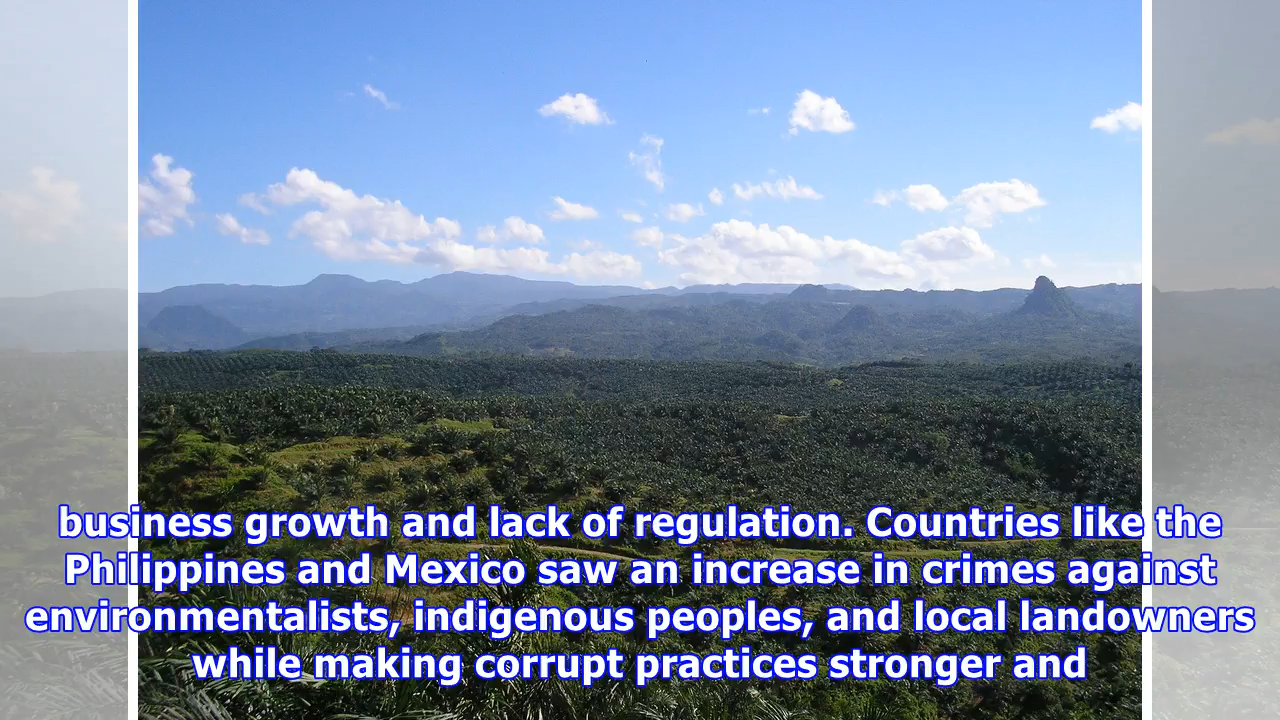 business growth and lack of regulation. Countries like the
Philippines and Mexico saw an increase in crimes against
environmentalists, indigenous peoples, and local landowners
while making corrupt practices stronger and